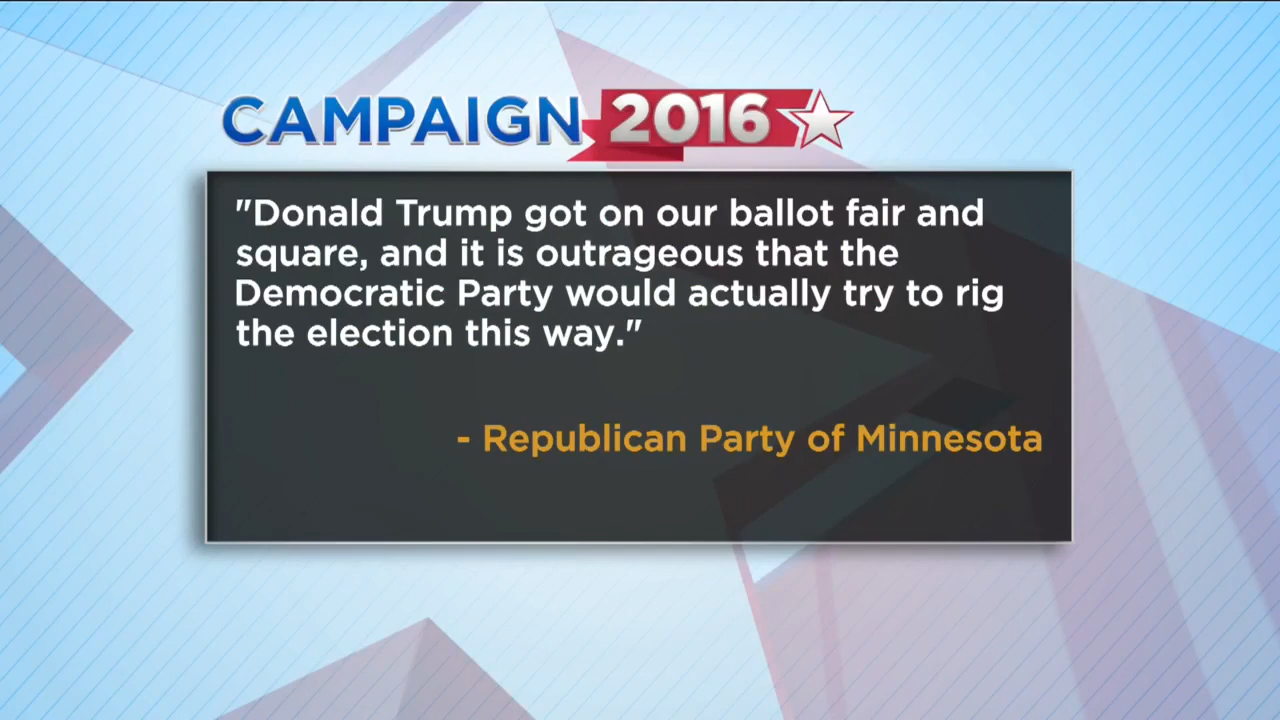 CAMPAIGN 2016
"Donald Trump got on our ballot fair and
square, and it is outrageous that the
Democratic Party would actually try to rig
the election this way."
- Republican Party of Minnesota